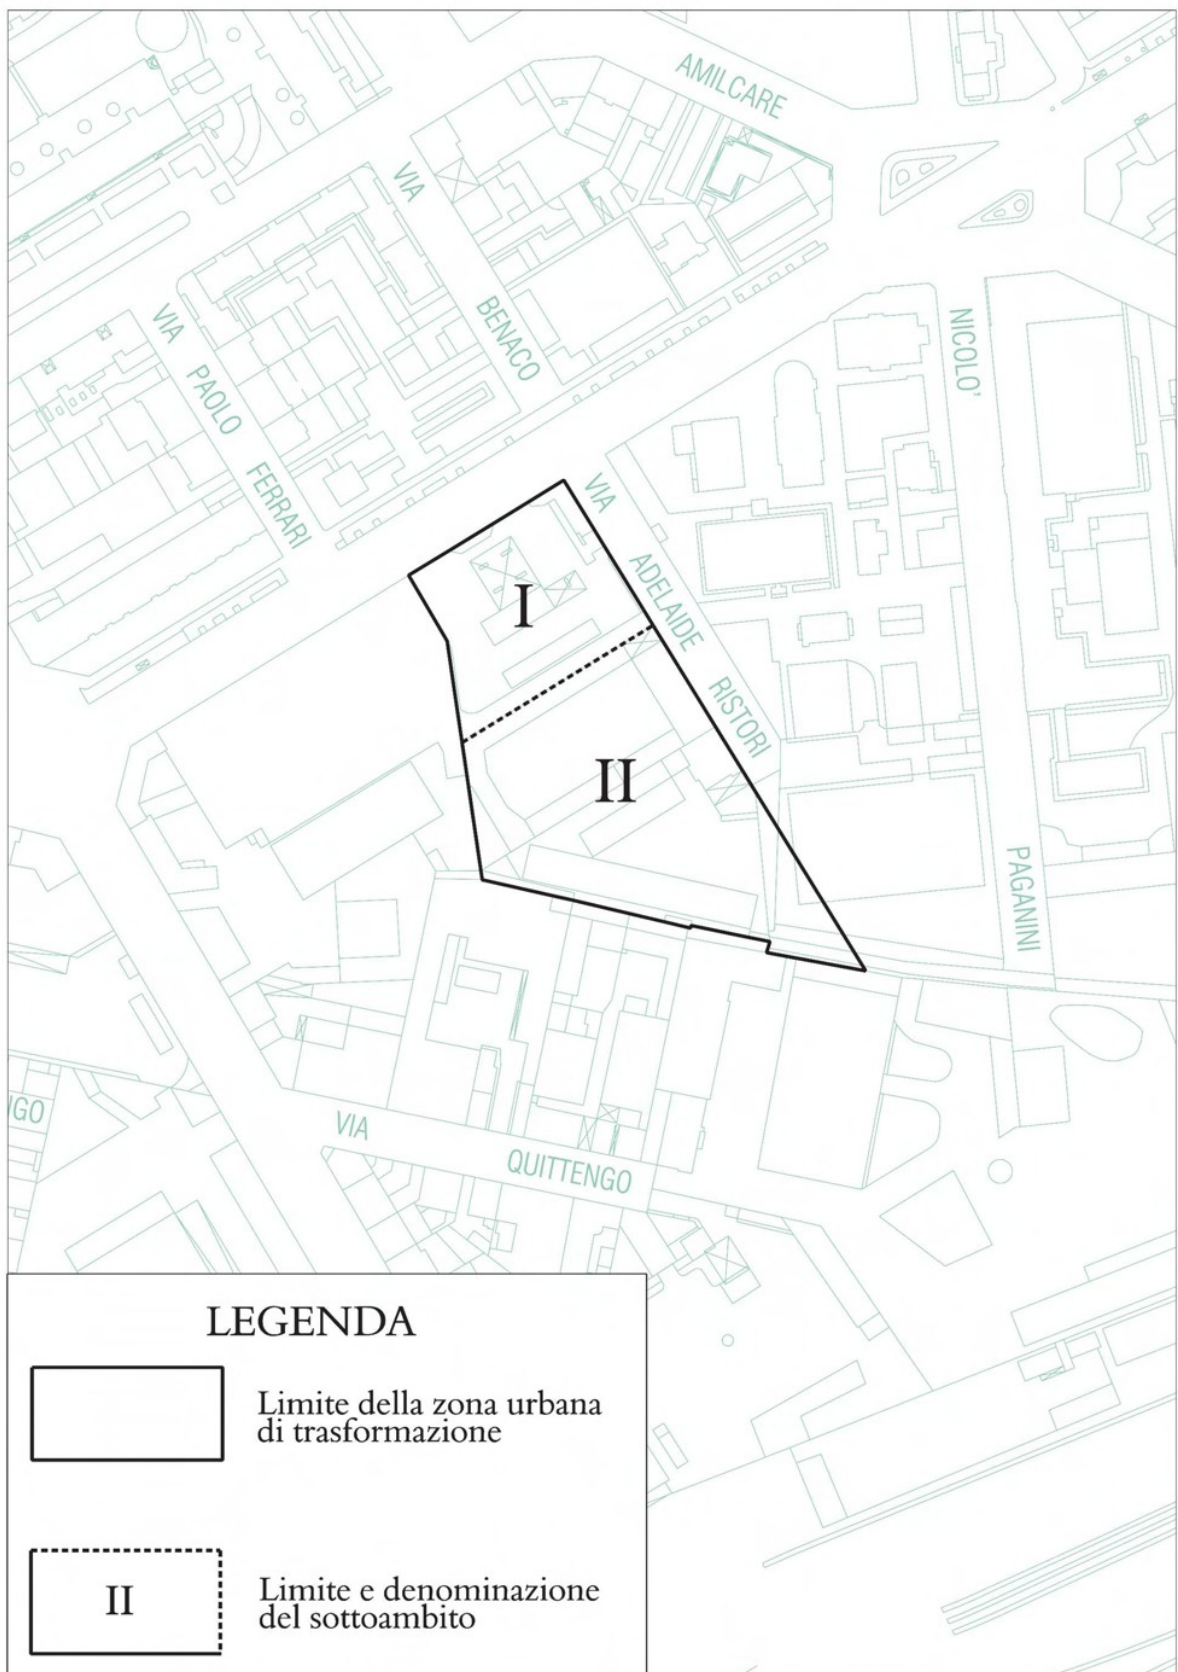 AMILCARE
VIA
BENACO
VIA
PAOLO
FERRARI
NICOLO'
VIA
ADELAIDE
RISTORI
I
II
PAGANINI
VIA
QUITTENGO
LEGENDA
Limite della zona urbana
di trasformazione
II
Limite e denominazione
del sottoambito